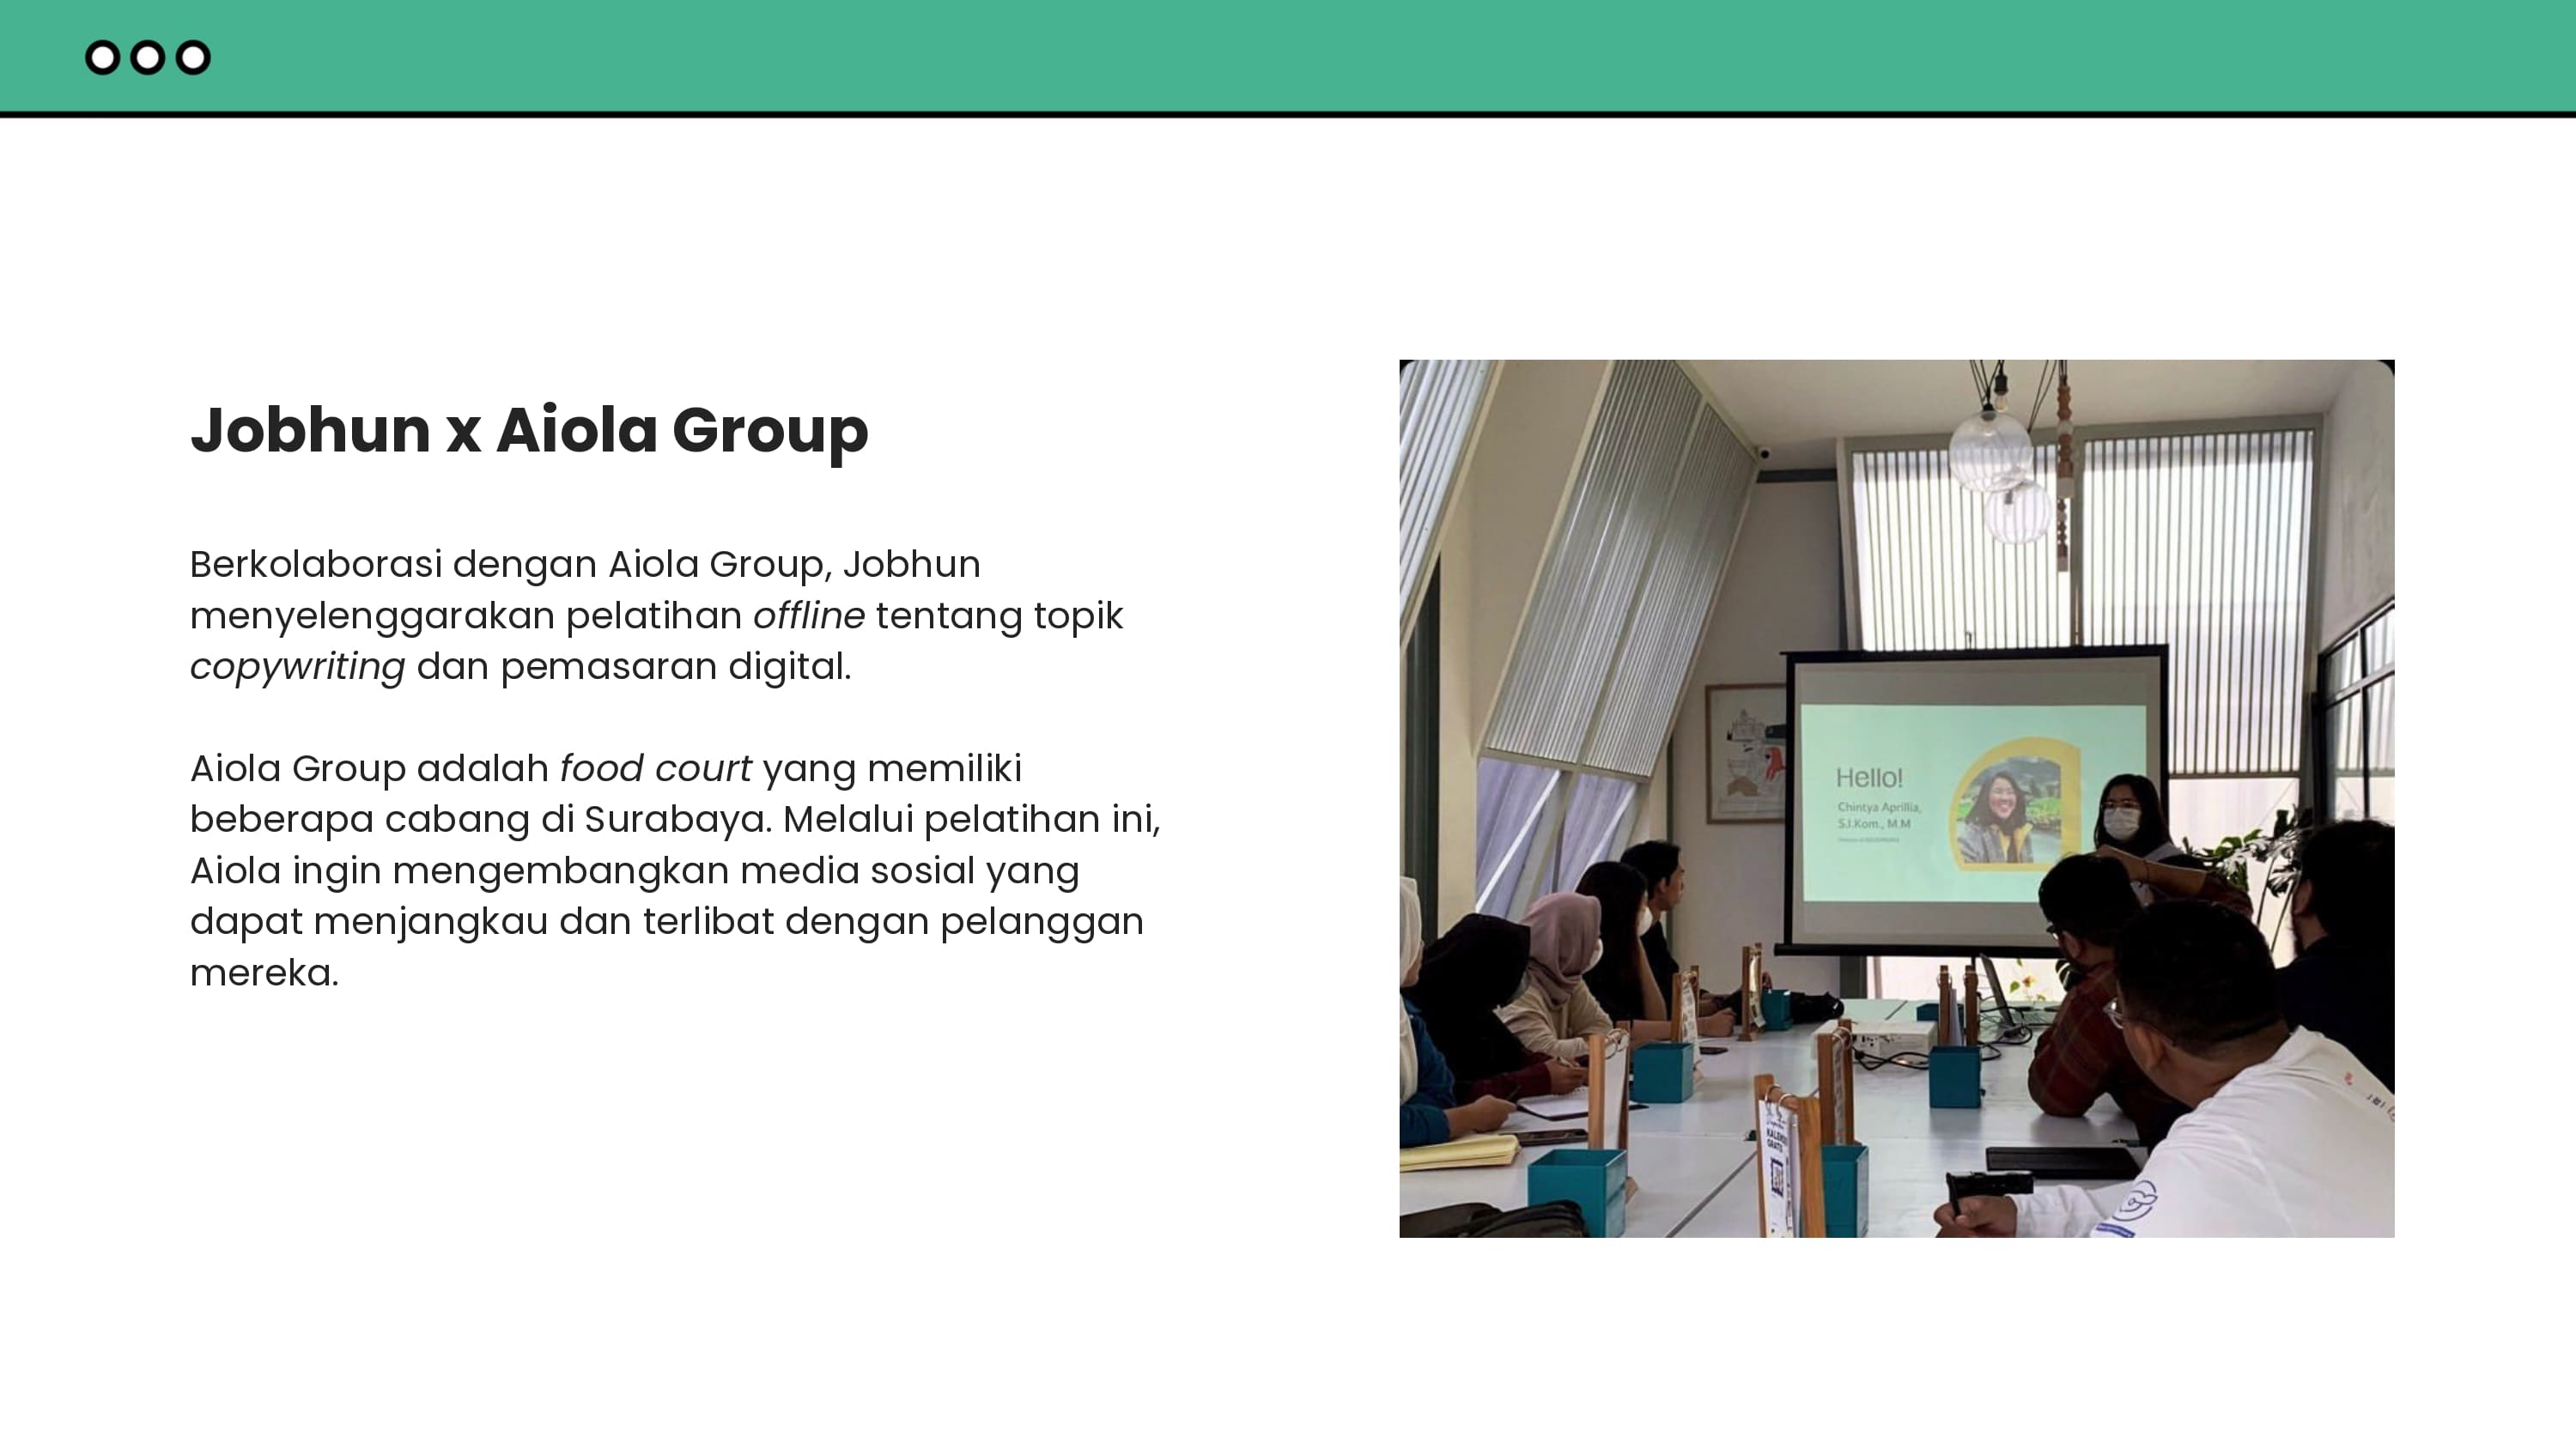 Jobhun x Aiola Group
Berkolaborasi dengan Aiola Group, Jobhun
menyelenggarakan pelatihan offline tentang topik
copywriting dan pemasaran digital.
Aiola Group adalah food court yang memiliki
beberapa cabang di Surabaya. Melalui pelatihan ini,
Aiola ingin mengembangkan media sosial yang
dapat menjangkau dan terlibat dengan pelanggan
mereka.
Hello!
Chintya Aprillia,
S.I.Kom., M.M